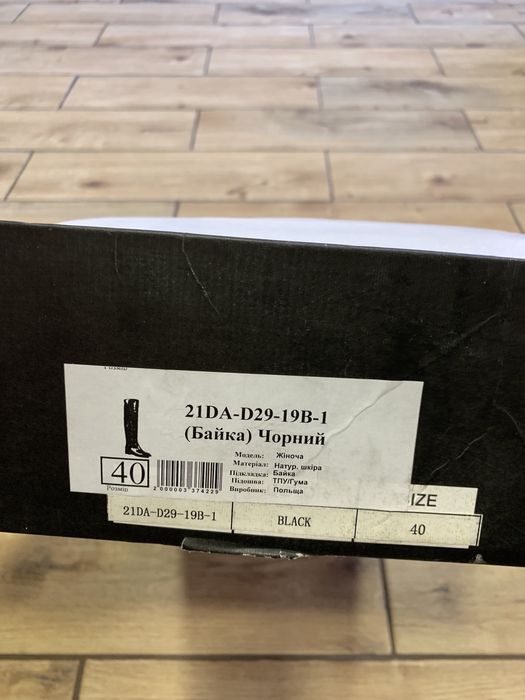 Розмір
21DA-D29-19B-1
(Байка) Чорний
Модель: Жіноча
Матеріал: Натур. шкіра
Підкладка: Байка
Підошва: ТПУ/Гума
Виробник: Польща
40
Розмір
2000003374229
IZE
21DA-D29-19B-1 BLACK 40